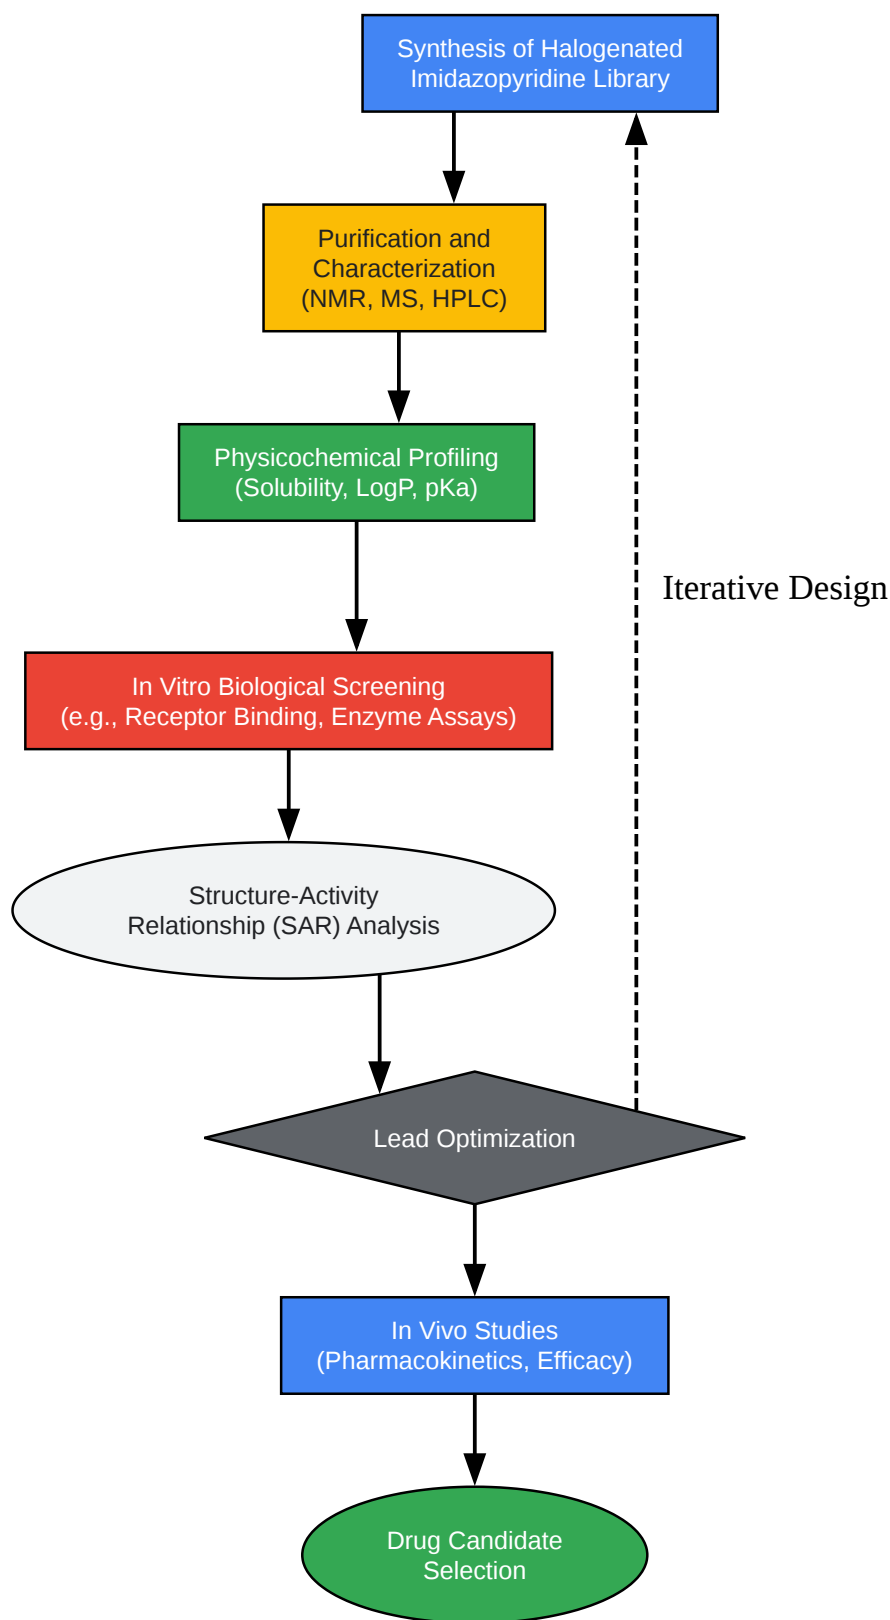 Synthesis of Halogenated
Imidazopyridine Library
Purification and
Characterization
(NMR, MS, HPLC)
Physicochemical Profiling
(Solubility, LogP, pKa)
Iterative Design
In Vitro Biological Screening
(e.g., Receptor Binding, Enzyme Assays)
Structure-Activity
Relationship (SAR) Analysis
Lead Optimization
In Vivo Studies
(Pharmacokinetics, Efficacy)
Drug Candidate
Selection